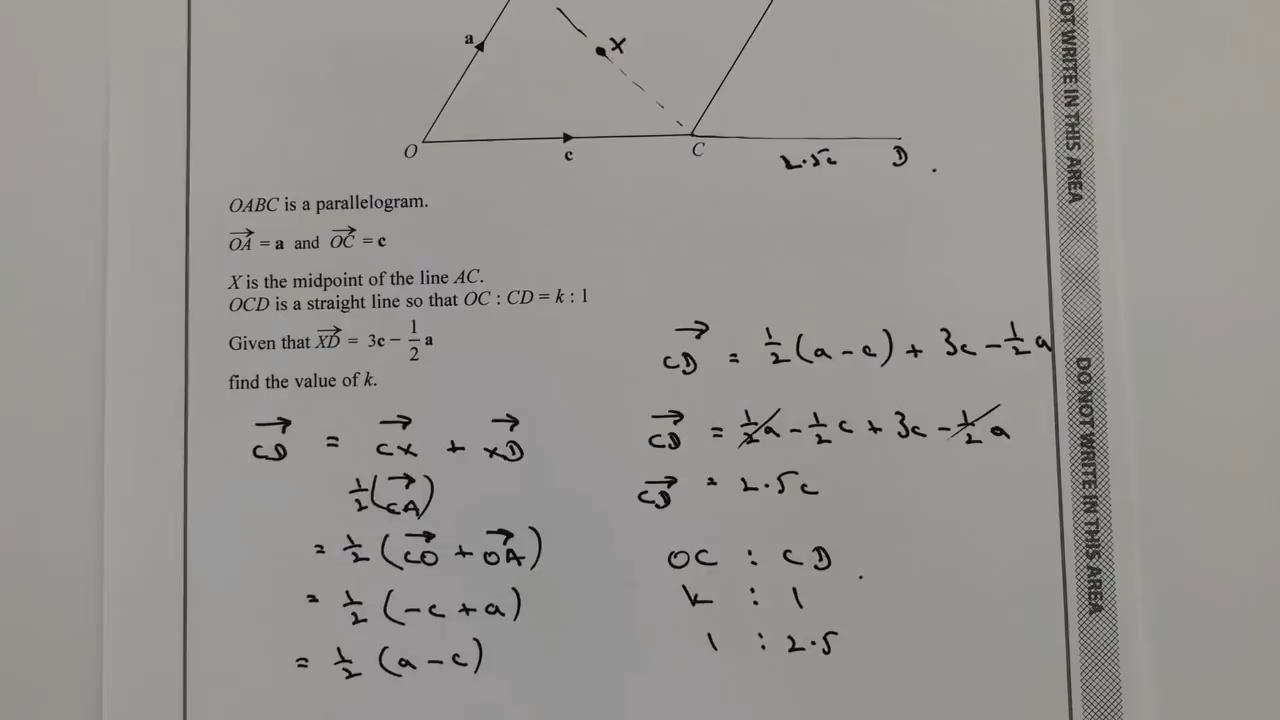 a
X
O
c
C
2.5c
D
OABC is a parallelogram.
OA = a and OC = c
X is the midpoint of the line AC.
OCD is a straight line so that OC : CD = k : 1
Given that XD = 3c − 1/2 a
find the value of k.
CD = CX + XD
1/2 (CA)
= 1/2 (CO + OA)
= 1/2 (-c + a)
= 1/2 (a - c)
CD = 1/2 (a - c) + 3c - 1/2 a
CD = 1/2 a - 1/2 c + 3c - 1/2 a
CD = 2.5c
OC : CD
k : 1
1 : 2.5
OT WRITE IN THIS AREA
DO NOT WRITE IN THIS AREA